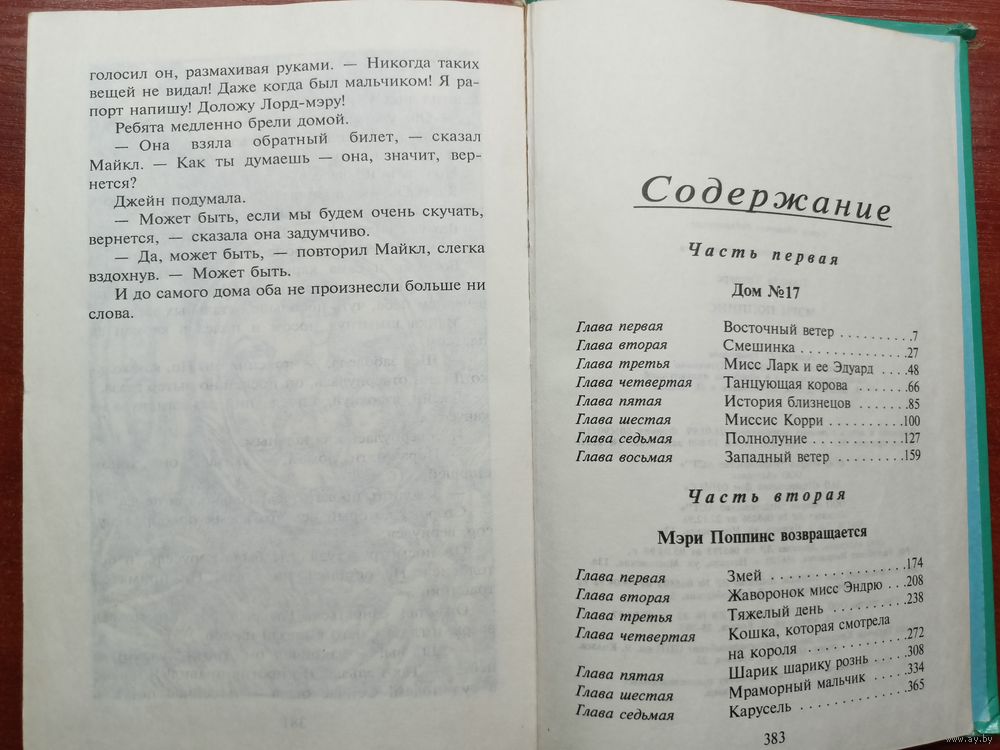 голосил он, размахивая руками. — Никогда таких
вещей не видал! Даже когда был мальчиком! Я ра-
порт напишу! Доложу Лорд-мэру!
Ребята медленно брели домой.
— Она взяла обратный билет, — сказал
Майкл. — Как ты думаешь — она, значит, вер-
нется?
Джейн подумала.
— Может быть, если мы будем очень скучать,
вернется, — сказала она задумчиво.
— Да, может быть, — повторил Майкл, слегка
вздохнув. — Может быть.
И до самого дома оба не произнесли больше ни
слова.
Содержание
Часть первая
Дом №17
Глава первая Восточный ветер . . . . . . . . .7
Глава вторая Смешинка . . . . . . . . . . . . .27
Глава третья Мисс Ларк и ее Эдуард . . . .48
Глава четвертая Танцующая корова . . . . . . .66
Глава пятая История близнецов . . . . . . .85
Глава шестая Миссис Корри . . . . . . . . . .100
Глава седьмая Полнолуние . . . . . . . . . . . .127
Глава восьмая Западный ветер . . . . . . . . .159
Часть вторая
Мэри Поппинс возвращается
Глава первая Змей . . . . . . . . . . . . . . . .174
Глава вторая Жаворонок мисс Эндрю . . .208
Глава третья Тяжелый день . . . . . . . . . .238
Глава четвертая Кошка, которая смотрела
на короля . . . . . . . . . . . .272
Глава пятая Шарик шарику рознь . . . . .308
Глава шестая Мраморный мальчик . . . . .334
Глава седьмая Карусель . . . . . . . . . . . . . .365
383
www.ay.by